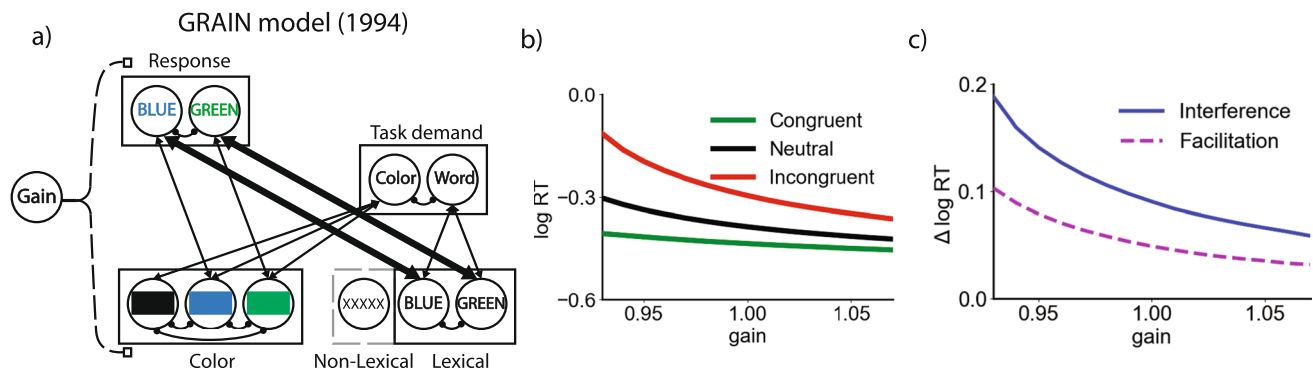 GRAIN model (1994)
a)
Response
BLUE GREEN
Task demand
Color Word
Gain
XXXXX BLUE GREEN
Color Non-Lexical Lexical
b)
0.0
−0.3
−0.6
log RT
Congruent
Neutral
Incongruent
0.95 1.00 1.05
gain
c)
0.2
0.1
0.0
Δ log RT
Interference
Facilitation
0.95 1.00 1.05
gain